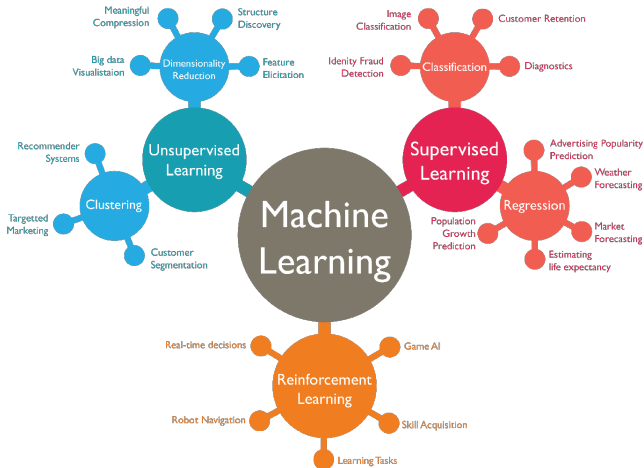 Meaningful
Compression
Structure
Discovery
Big data
Visualistaion
Dimensionality
Reduction
Feature
Elicitation
Unsupervised
Learning
Recommender
Systems
Clustering
Targetted
Marketing
Customer
Segmentation
Machine
Learning
Image
Classification
Customer Retention
Idenity Fraud
Detection
Classification
Diagnostics
Supervised
Learning
Advertising Popularity
Prediction
Weather
Forecasting
Regression
Population
Growth
Prediction
Market
Forecasting
Estimating
life expectancy
Real-time decisions
Game AI
Reinforcement
Learning
Robot Navigation
Skill Acquisition
Learning Tasks